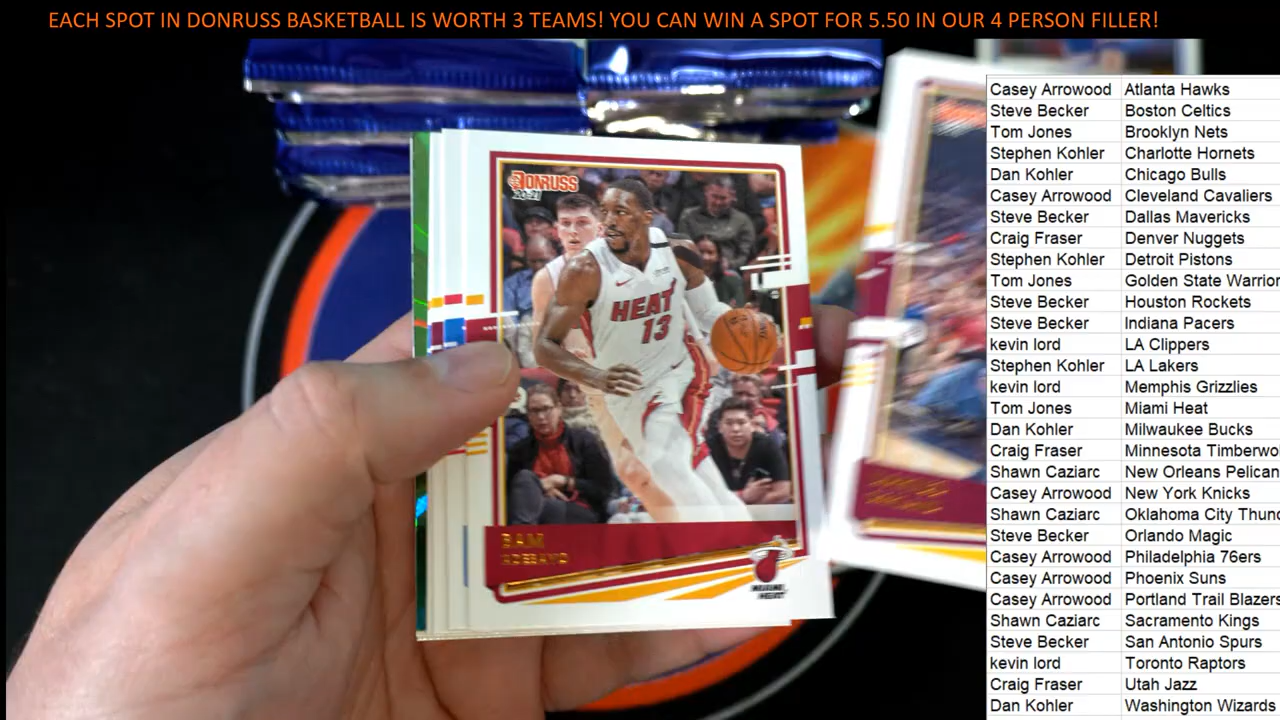 EACH SPOT IN DONRUSS BASKETBALL IS WORTH 3 TEAMS! YOU CAN WIN A SPOT FOR 5.50 IN OUR 4 PERSON FILLER!
Casey Arrowood Atlanta Hawks
Steve Becker Boston Celtics
Tom Jones Brooklyn Nets
Stephen Kohler Charlotte Hornets
Dan Kohler Chicago Bulls
Casey Arrowood Cleveland Cavaliers
Steve Becker Dallas Mavericks
Craig Fraser Denver Nuggets
Stephen Kohler Detroit Pistons
Tom Jones Golden State Warrior
Steve Becker Houston Rockets
Steve Becker Indiana Pacers
kevin lord LA Clippers
Stephen Kohler LA Lakers
kevin lord Memphis Grizzlies
Tom Jones Miami Heat
Dan Kohler Milwaukee Bucks
Craig Fraser Minnesota Timberwo
Shawn Caziarc New Orleans Pelican
Casey Arrowood New York Knicks
Shawn Caziarc Oklahoma City Thund
Steve Becker Orlando Magic
Casey Arrowood Philadelphia 76ers
Casey Arrowood Phoenix Suns
Casey Arrowood Portland Trail Blazers
Shawn Caziarc Sacramento Kings
Steve Becker San Antonio Spurs
kevin lord Toronto Raptors
Craig Fraser Utah Jazz
Dan Kohler Washington Wizards
DONRUSS
20-21
HEAT
13
BAM
ADEBAYO
MIAMI
HEAT